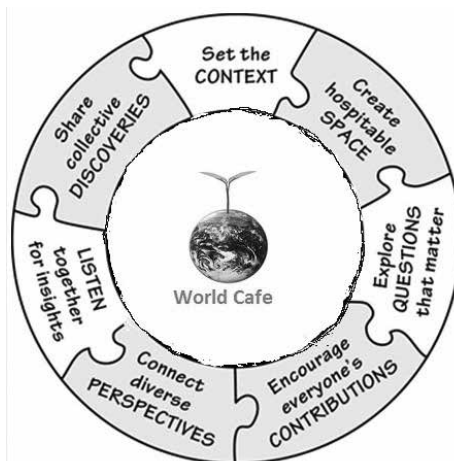 Set the
CONTEXT
Create
hospitable
SPACE
Explore
QUESTIONS
that matter
Encourage
everyone's
CONTRIBUTIONS
Connect
diverse
PERSPECTIVES
LISTEN
together
for insights
Share
collective
DISCOVERIES
World Cafe